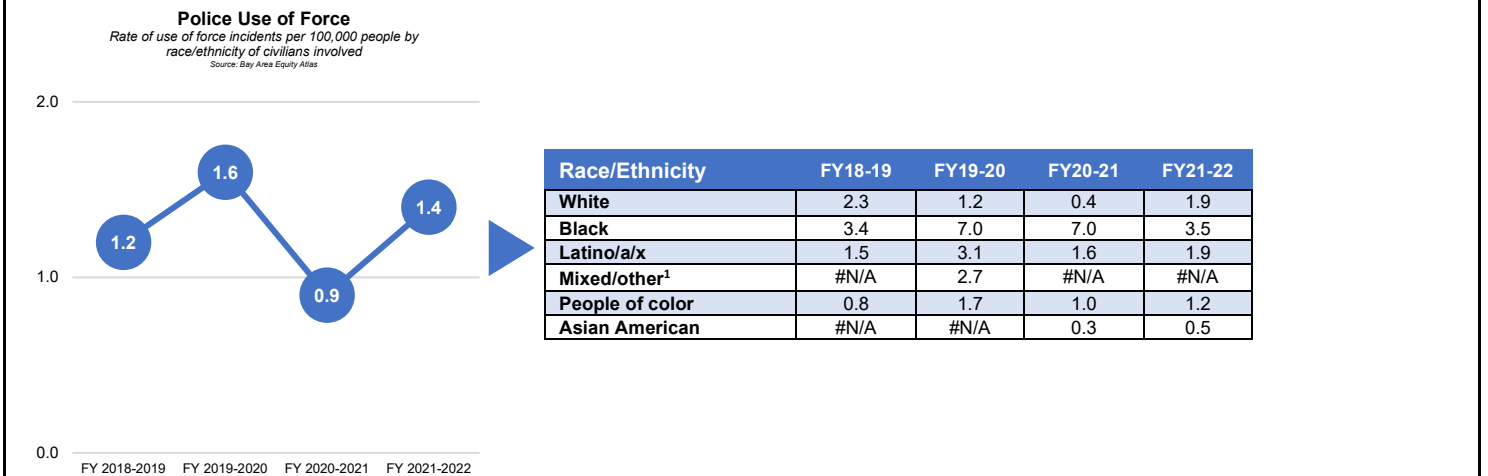 Police Use of Force
Rate of use of force incidents per 100,000 people by
race/ethnicity of civilians involved
Source: Bay Area Equity Atlas
2.0
1.6
1.4
1.2
1.0
0.9
0.0
FY 2018-2019 FY 2019-2020 FY 2020-2021 FY 2021-2022
Race/Ethnicity FY18-19 FY19-20 FY20-21 FY21-22
White 2.3 1.2 0.4 1.9
Black 3.4 7.0 7.0 3.5
Latino/a/x 1.5 3.1 1.6 1.9
Mixed/other¹ #N/A 2.7 #N/A #N/A
People of color 0.8 1.7 1.0 1.2
Asian American #N/A #N/A 0.3 0.5